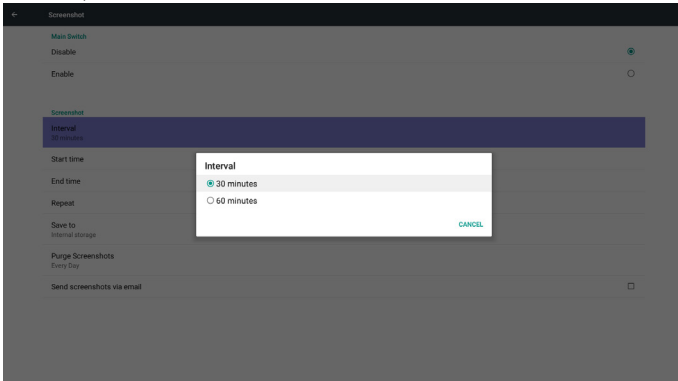 Screenshot
Main Switch
Disable
Enable
Screenshot
Interval
30 minutes
Start time
End time
Repeat
Save to
Internal storage
Purge Screenshots
Every Day
Send screenshots via email
Interval
30 minutes
60 minutes
CANCEL